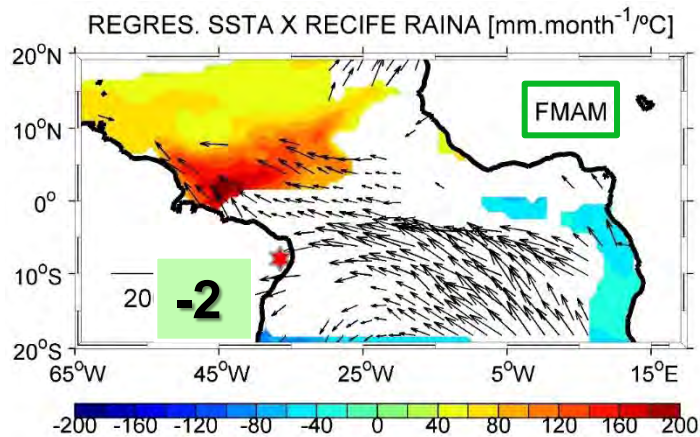 REGRES. SSTA X RECIFE RAINA [mm.month⁻¹/ºC]
20°N
FMAM
10°N
0°
10°S
20
-2
20°S
65°W 45°W 25°W 5°W 15°E
-200 -160 -120 -80 -40 0 40 80 120 160 200